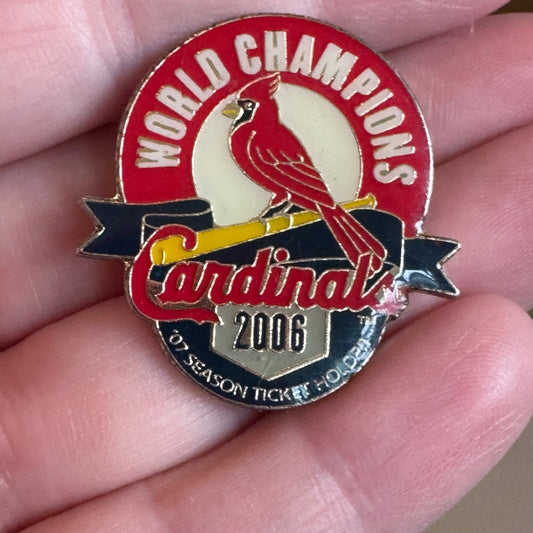 WORLD CHAMPIONS
Cardinals
2006
'07 SEASON TICKET HOLDER